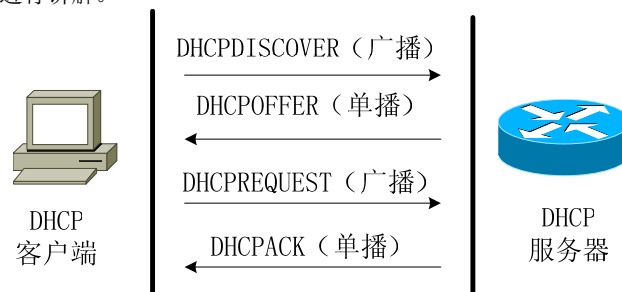 进行讲解。
DHCPDISCOVER（广播）
DHCPOFFER（单播）
DHCPREQUEST（广播）
DHCPACK（单播）
DHCP
客户端
DHCP
服务器